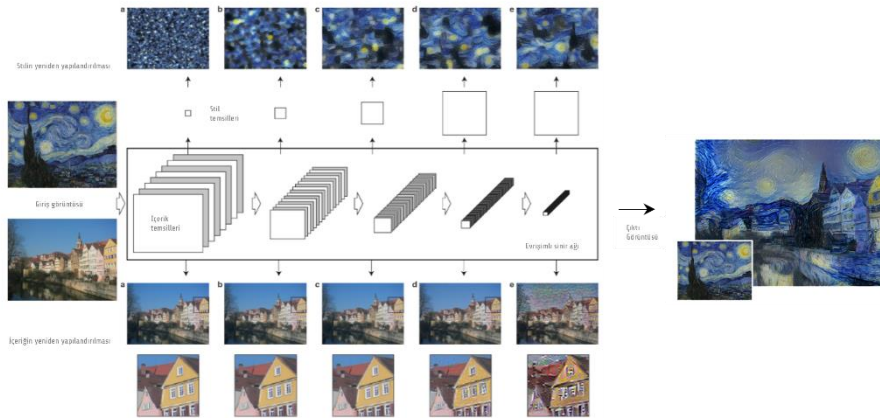 a b c d e
Stilin yeniden yapılandırılması
Stil
temsilleri
Giriş görüntüsü
İçerik
temsilleri
Evrişimli sinir ağı
Çıktı
Görüntüsü
a b c d e
İçeriğin yeniden yapılandırılması